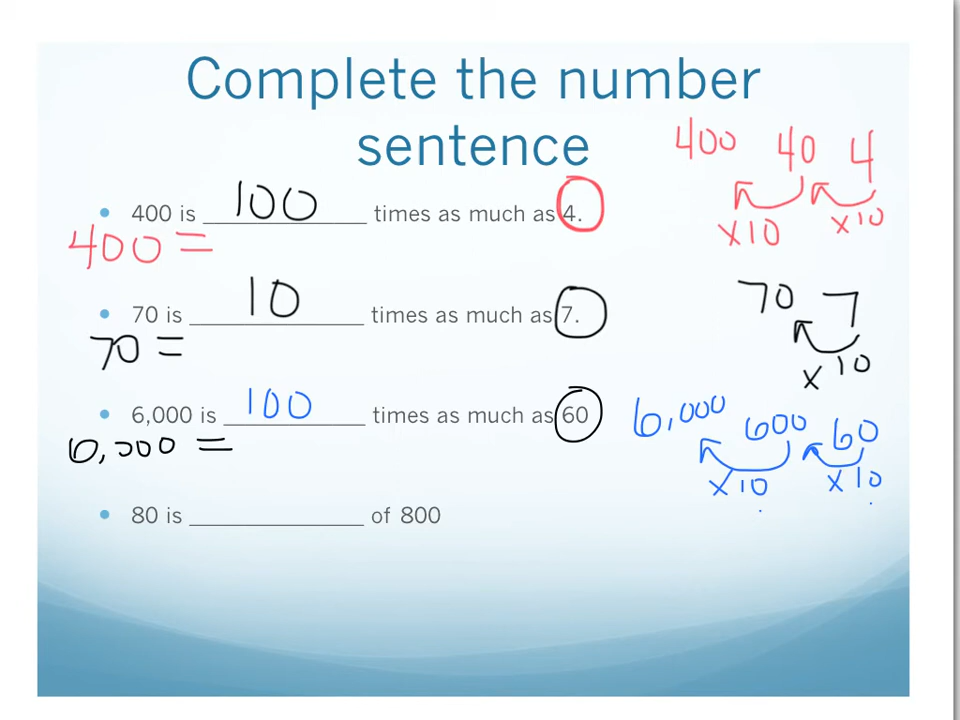 Complete the number
sentence
400 40 4
x10 x10
• 400 is 100 times as much as 4.
400 =
70 7
x10
• 70 is 10 times as much as 7.
70 =
• 6,000 is 100 times as much as 60
6,000 =
6,000 600 60
x10 x10
• 80 is ______________ of 800